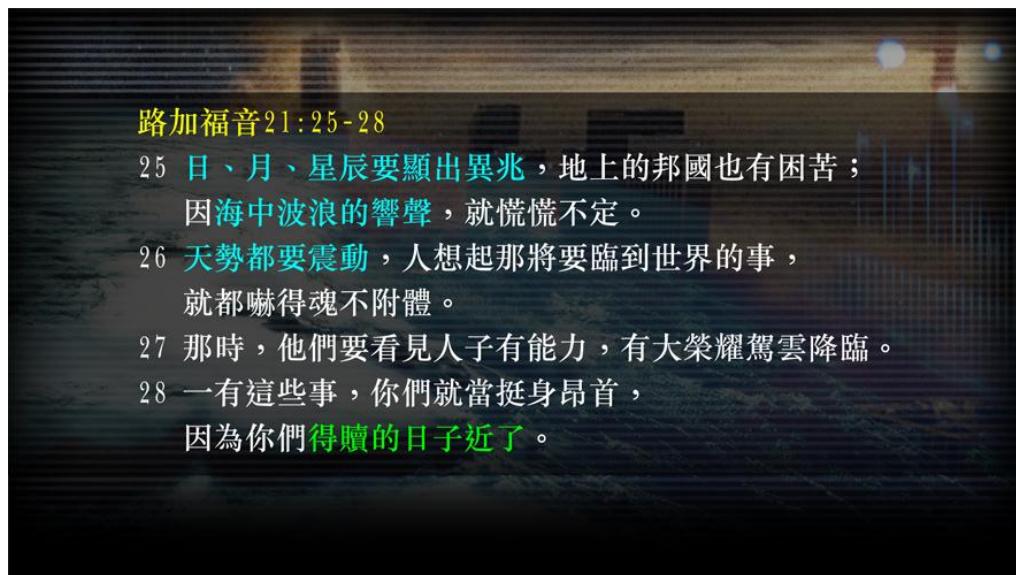 路加福音21:25-28
25 日、月、星辰要顯出異兆，地上的邦國也有困苦；
因海中波浪的響聲，就慌慌不定。
26 天勢都要震動，人想起那將要臨到世界的事，
就都嚇得魂不附體。
27 那時，他們要看見人子有能力，有大榮耀駕雲降臨。
28 一有這些事，你們就當挺身昂首，
因為你們得贖的日子近了。